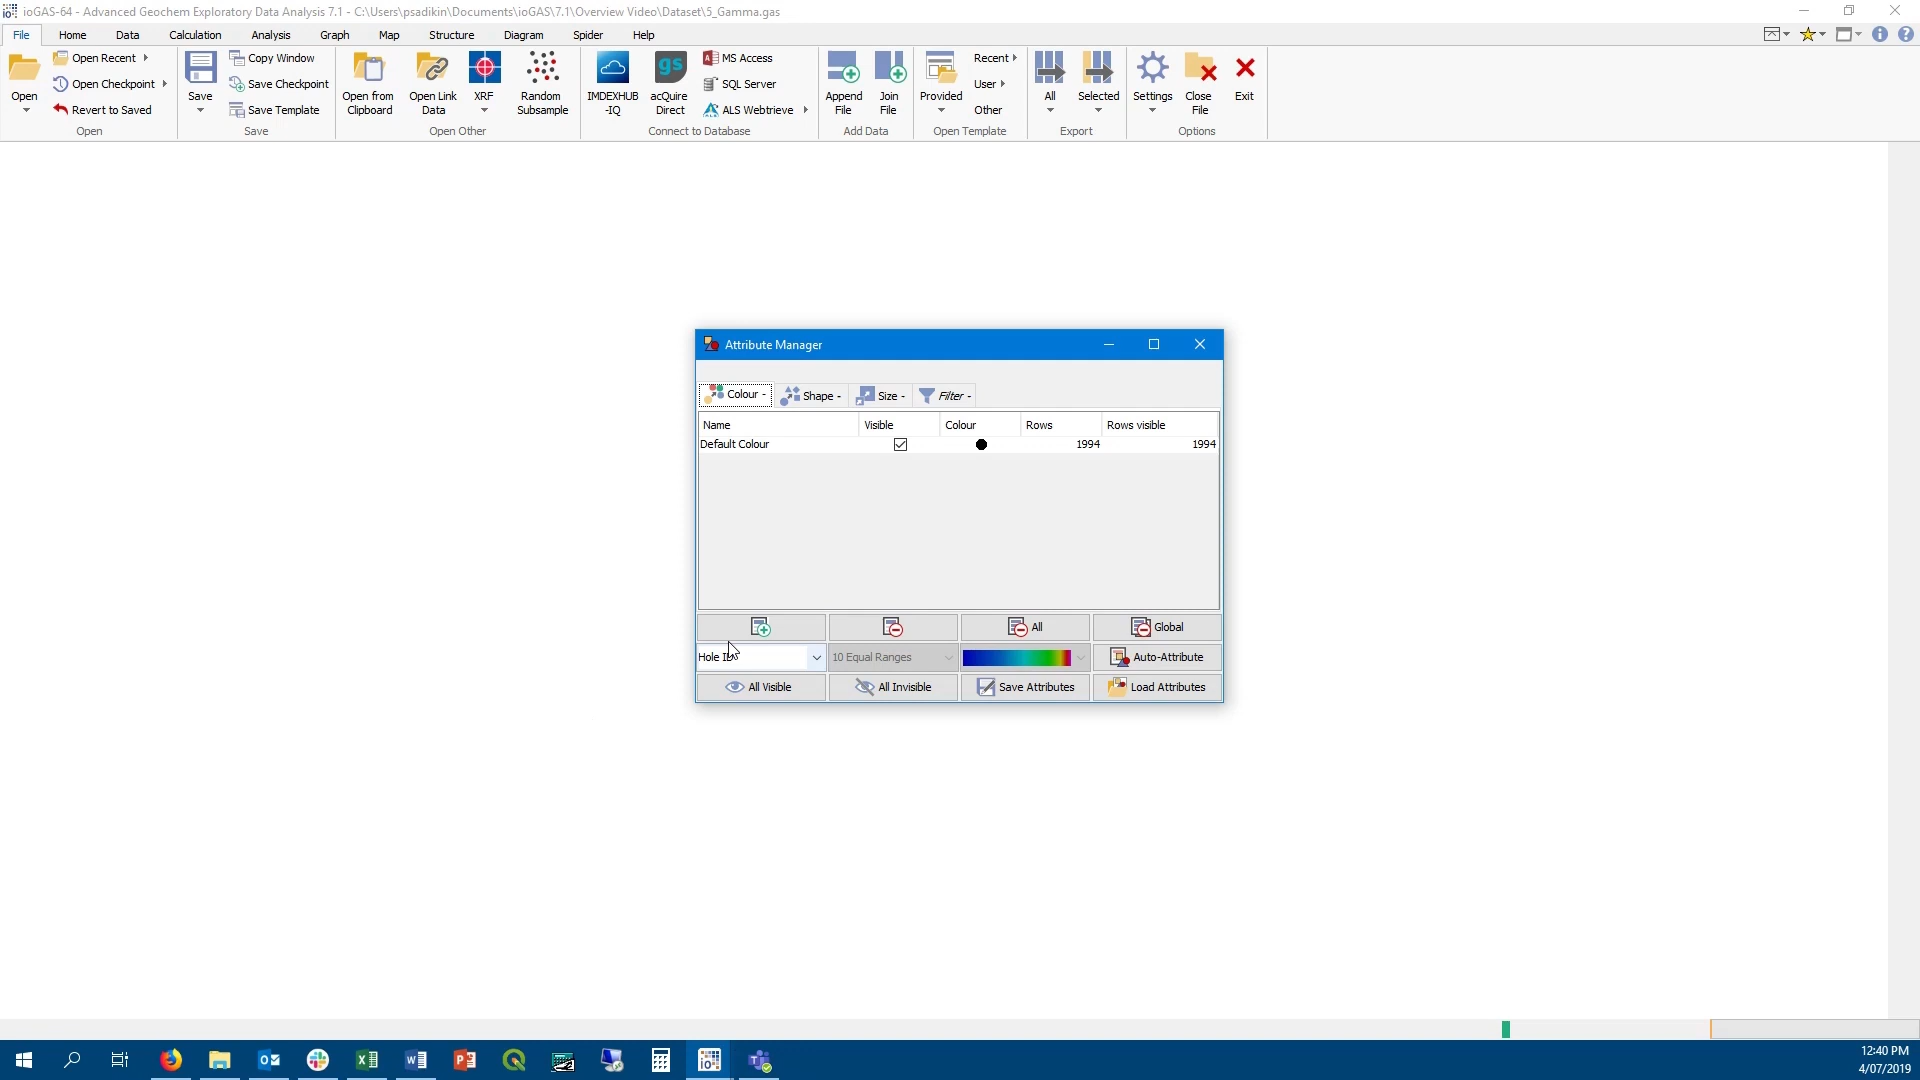 ioGAS-64 - Advanced Geochem Exploratory Data Analysis 7.1 - C:\Users\psadikin\Documents\ioGAS\7.1\Overview Video\Dataset\5_Gamma.gas
File Home Data Calculation Analysis Graph Map Structure Diagram Spider Help
Open
Open Recent
Open Checkpoint
Revert to Saved
Open
Save
Copy Window
Save Checkpoint
Save Template
Save
Open from
Clipboard
Open Link
Data
XRF
Random
Subsample
Open Other
IMDEXHUB
-IQ
gs
acQuire
Direct
MS Access
SQL Server
ALS Webtrieve
Connect to Database
Append
File
Join
File
Add Data
Provided
Recent
User
Other
Open Template
All
Selected
Export
Settings
Close
File
Exit
Options
Attribute Manager
Colour - Shape - Size - Filter -
Name Visible Colour Rows Rows visible
Default Colour 1994 1994
All Global
Hole ID 10 Equal Ranges Auto-Attribute
All Visible All Invisible Save Attributes Load Attributes
12:40 PM
4/07/2019